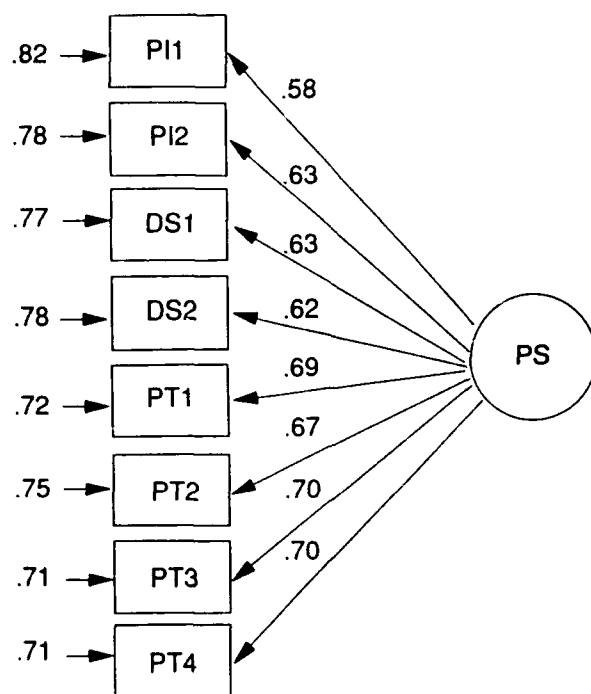 .82 PI1
.58
.78 PI2
.63
.77 DS1
.63
.78 DS2
.62
PS
.69
.72 PT1
.67
.75 PT2
.70
.71 PT3
.70
.71 PT4